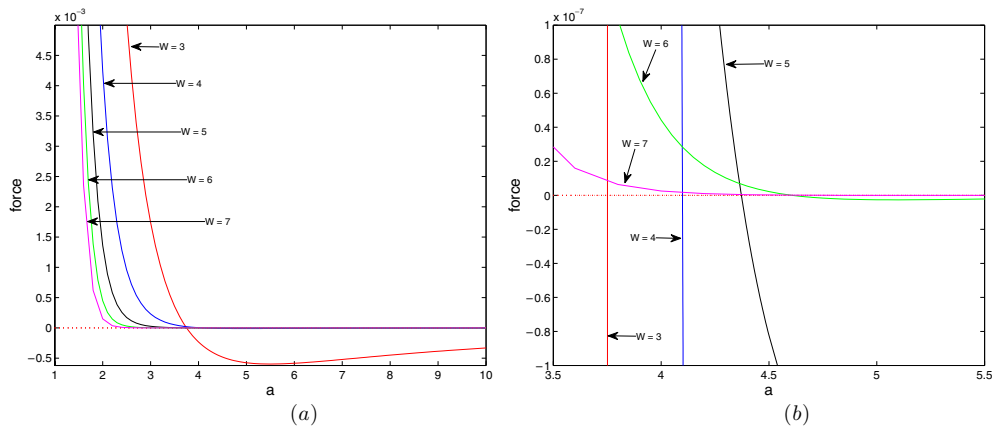 x 10⁻³
4.5
4
3.5
3
2.5
2
1.5
1
0.5
0
−0.5
force
W = 3
W = 4
W = 5
W = 6
W = 7
1 2 3 4 5 6 7 8 9 10
a
(a)
x 10⁻⁷
1
0.8
0.6
0.4
0.2
0
−0.2
−0.4
−0.6
−0.8
−1
force
W = 6
W = 5
W = 7
W = 4
W = 3
3.5 4 4.5 5 5.5
a
(b)